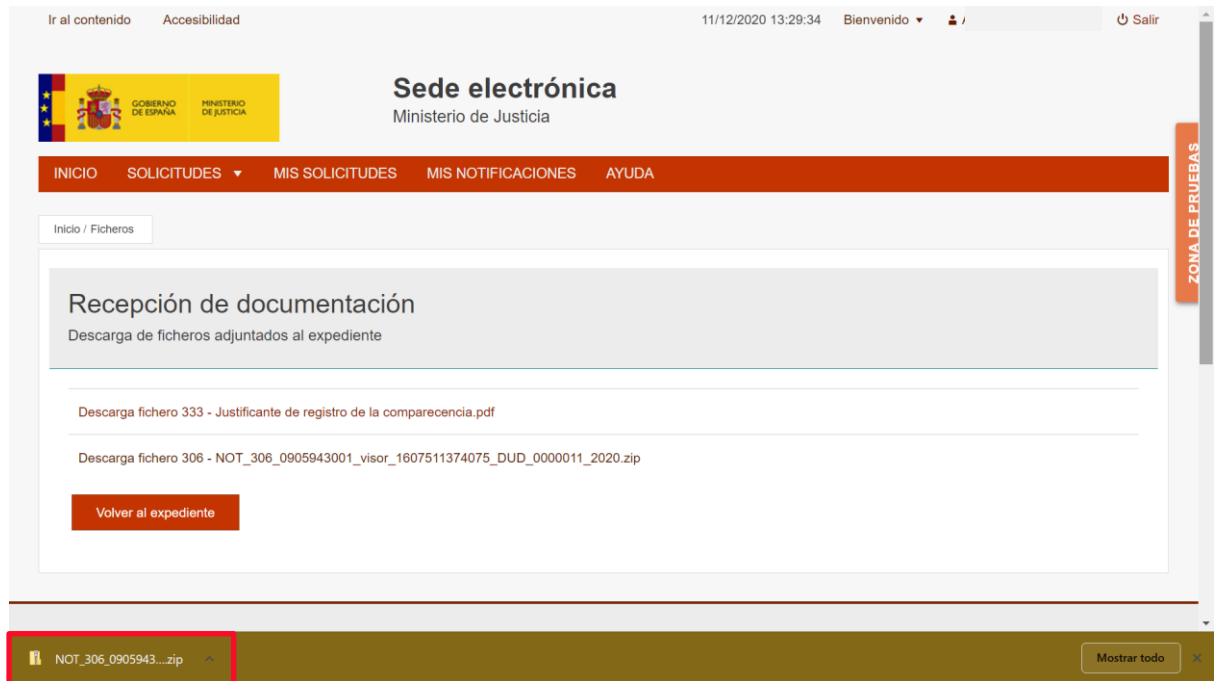 Ir al contenido Accesibilidad 11/12/2020 13:29:34 Bienvenido Salir
GOBIERNO DE ESPAÑA
MINISTERIO DE JUSTICIA
Sede electrónica
Ministerio de Justicia
INICIO SOLICITUDES MIS SOLICITUDES MIS NOTIFICACIONES AYUDA
ZONA DE PRUEBAS
Inicio / Ficheros
Recepción de documentación
Descarga de ficheros adjuntados al expediente
Descarga fichero 333 - Justificante de registro de la comparecencia.pdf
Descarga fichero 306 - NOT_306_0905943001_visor_1607511374075_DUD_0000011_2020.zip
Volver al expediente
NOT_306_0905943....zip Mostrar todo